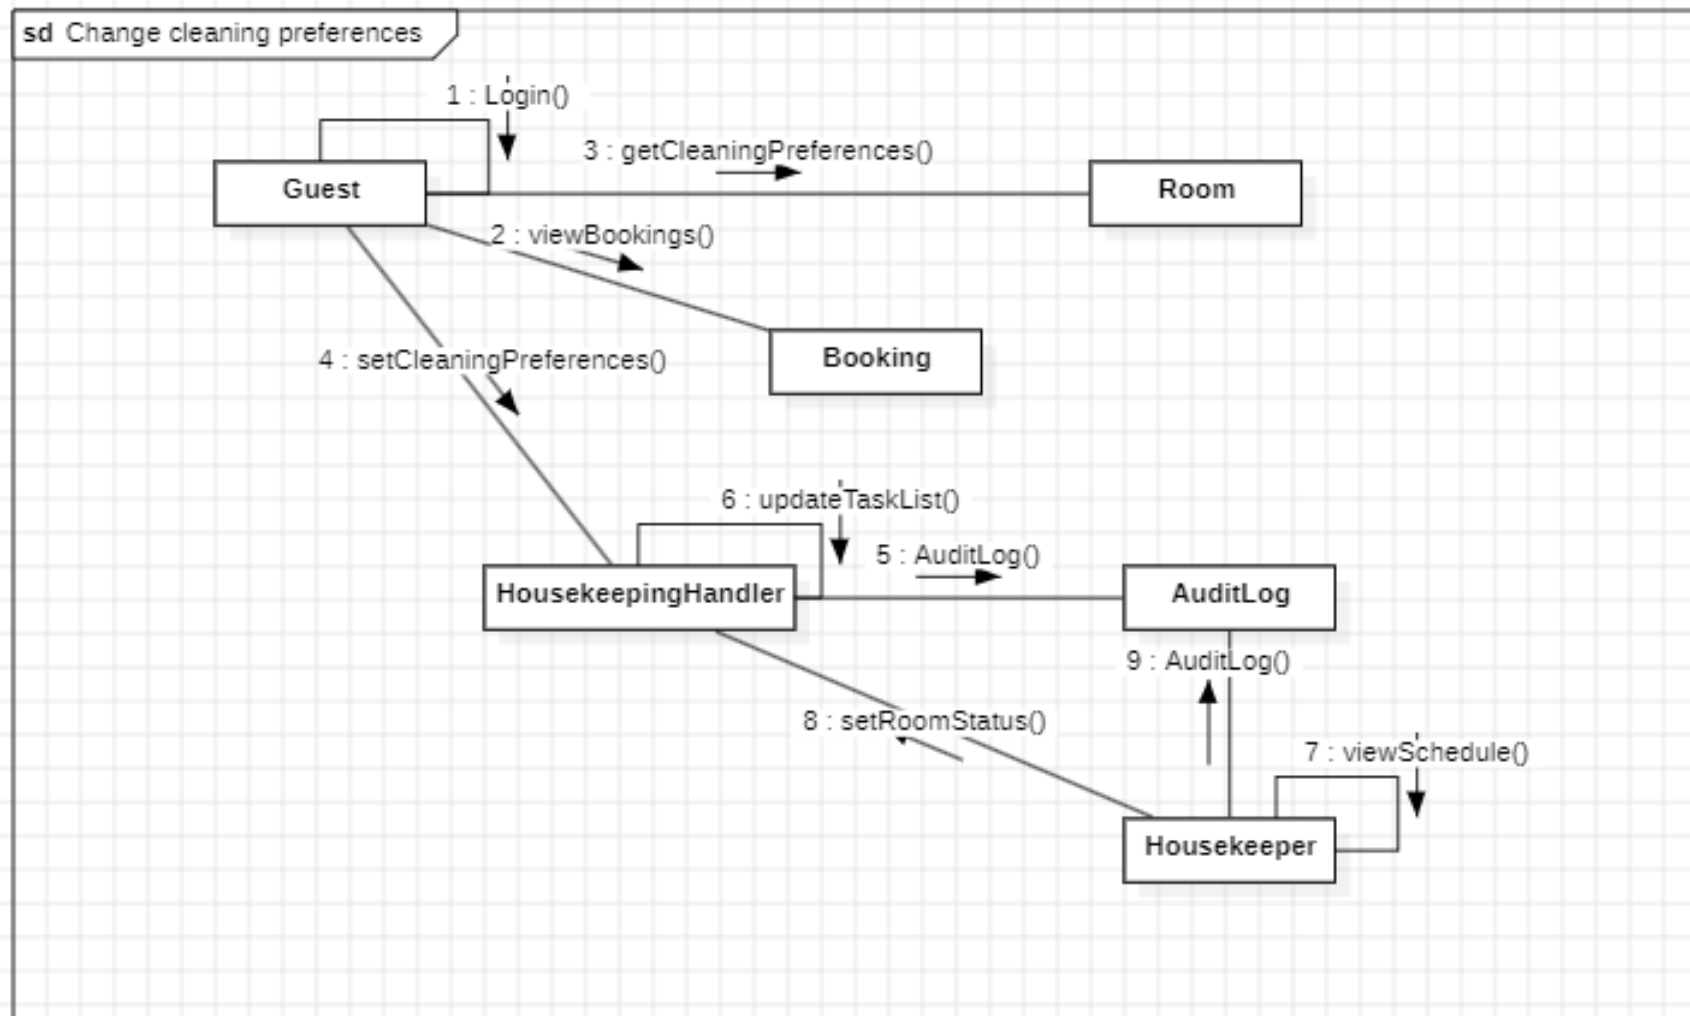 sd Change cleaning preferences
1 : Login()
3 : getCleaningPreferences()
Guest
Room
2 : viewBookings()
Booking
4 : setCleaningPreferences()
6 : updateTaskList()
5 : AuditLog()
HousekeepingHandler
AuditLog
9 : AuditLog()
8 : setRoomStatus()
7 : viewSchedule()
Housekeeper